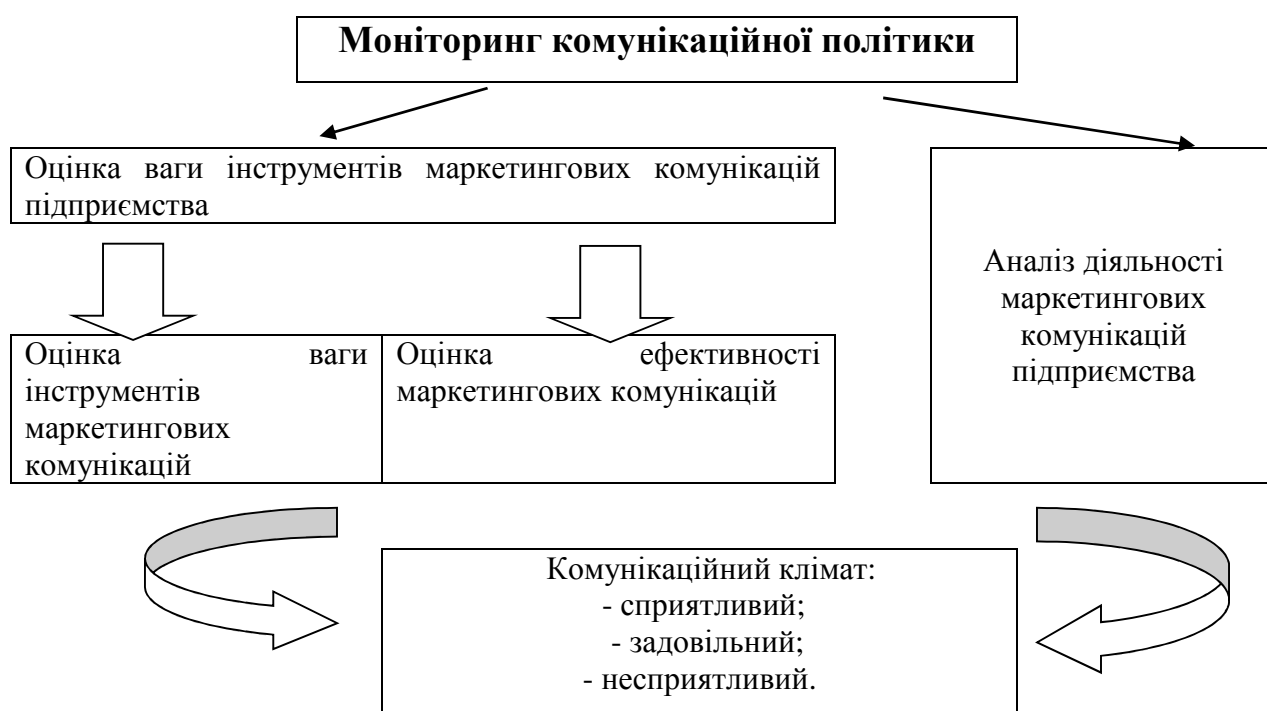 Моніторинг комунікаційної політики
Оцінка ваги інструментів маркетингових комунікацій
підприємства
Оцінка ваги
інструментів
маркетингових
комунікацій
Оцінка ефективності
маркетингових комунікацій
Аналіз діяльності
маркетингових
комунікацій
підприємства
Комунікаційний клімат:
- сприятливий;
- задовільний;
- несприятливий.